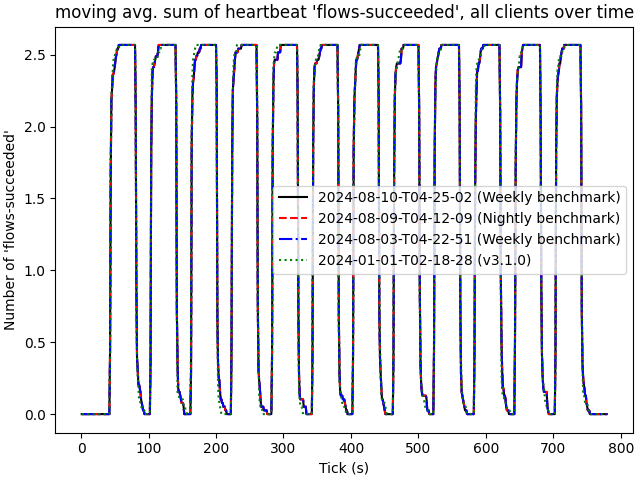 moving avg. sum of heartbeat 'flows-succeeded', all clients over time
Number of 'flows-succeeded'
2.5
2.0
1.5
1.0
0.5
0.0
2024-08-10-T04-25-02 (Weekly benchmark)
2024-08-09-T04-12-09 (Nightly benchmark)
2024-08-03-T04-22-51 (Weekly benchmark)
2024-01-01-T02-18-28 (v3.1.0)
0 100 200 300 400 500 600 700 800
Tick (s)